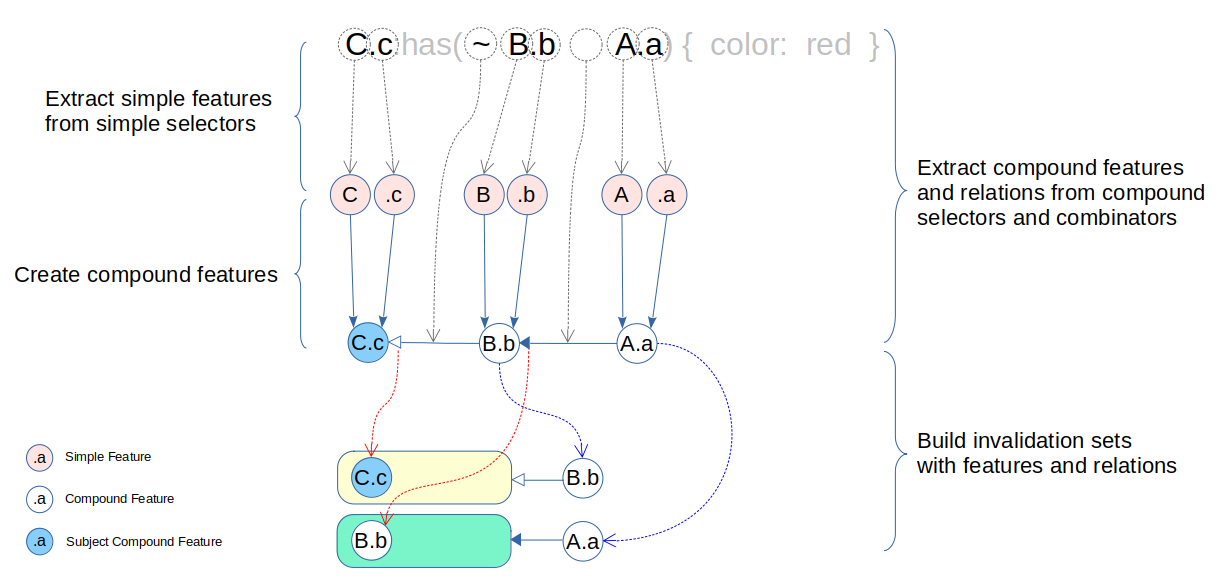 C.c:has( ~ B.b A.a) { color: red }
Extract simple features
from simple selectors
Extract compound features
and relations from compound
selectors and combinators
C .c B .b A .a
Create compound features
C.c B.b A.a
Build invalidation sets
with features and relations
.a Simple Feature
.a Compound Feature
.a Subject Compound Feature
C.c B.b
B.b A.a